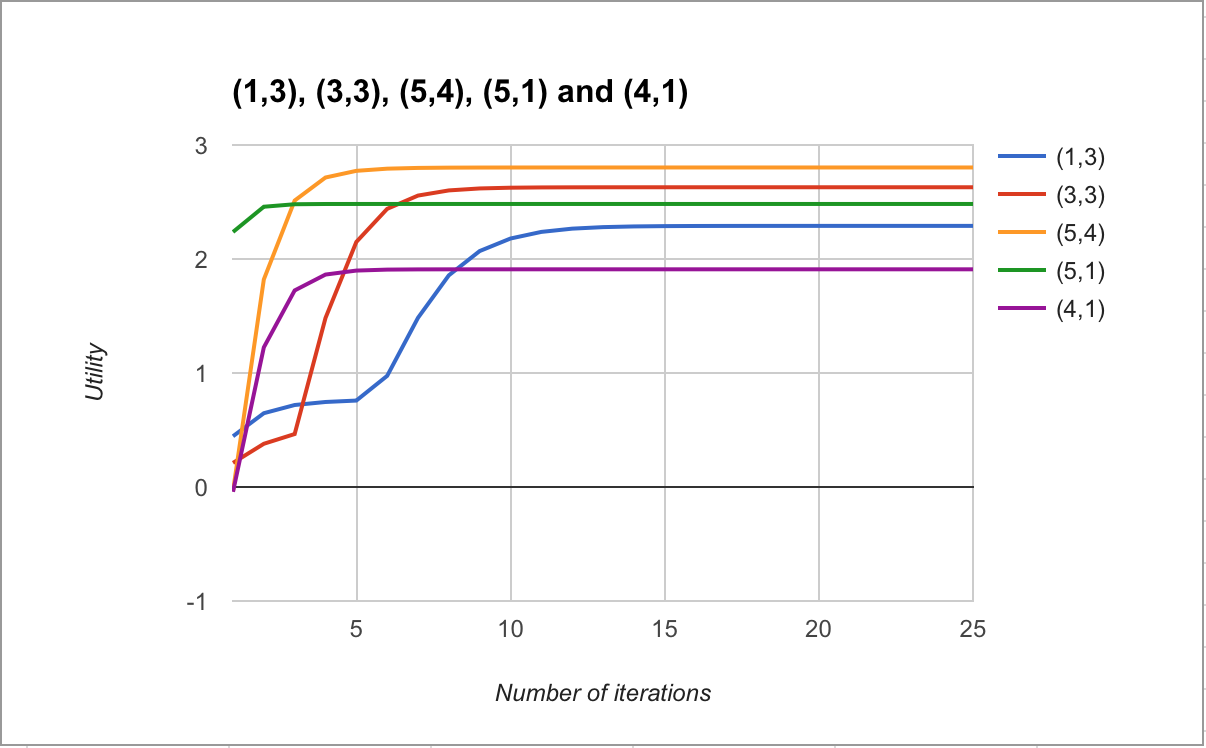 (1,3), (3,3), (5,4), (5,1) and (4,1)
3
2
1
0
-1
Utility
5 10 15 20 25
Number of iterations
(1,3)
(3,3)
(5,4)
(5,1)
(4,1)